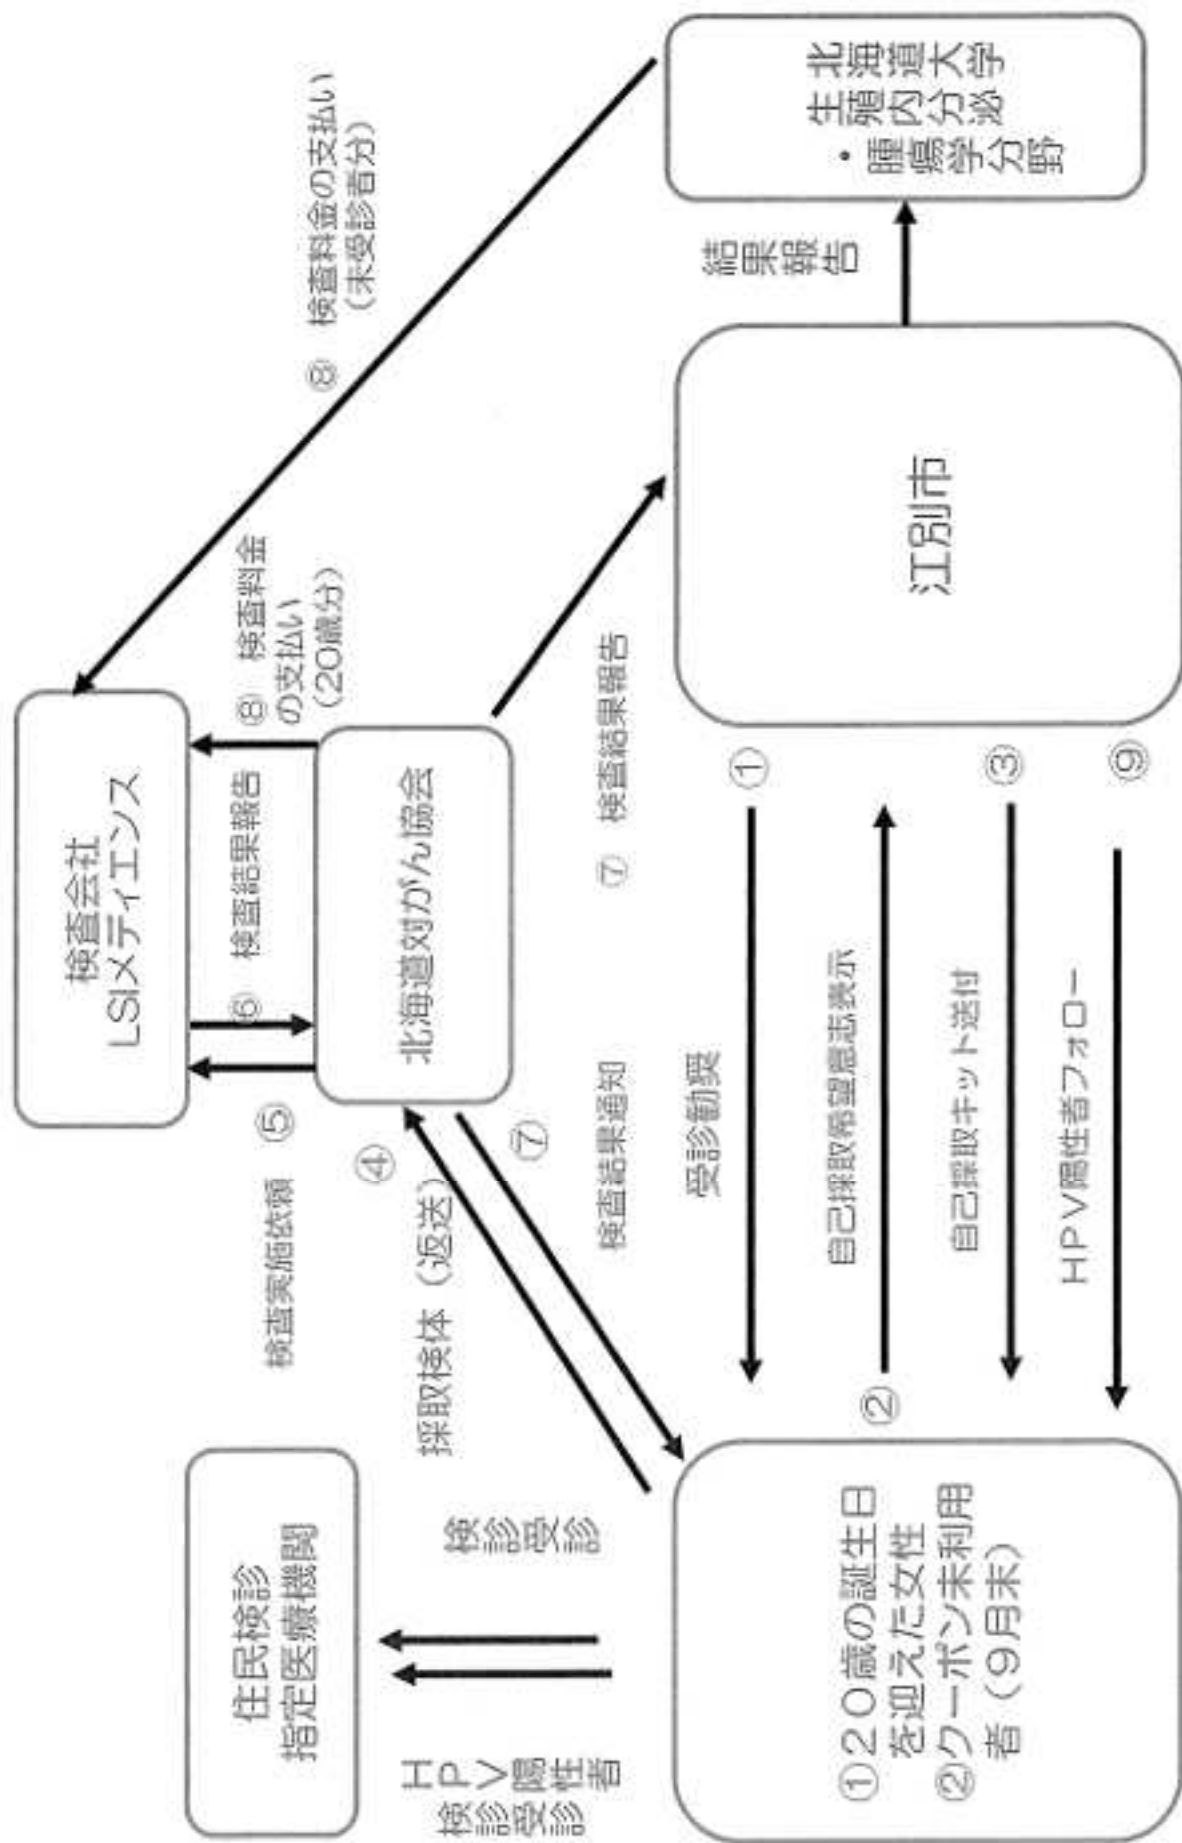 検査会社
LSIメディエンス
住民検診
指定医療機関
北海道対がん協会
⑧ 検査料金の支払い
(未受診者分)
⑧ 検査料金
の支払い
(20歳分)
⑥ 検査結果報告
⑤
検査実施依頼
④
採取検体（返送）
⑦
検査結果通知
⑦ 検査結果報告
HPV陽性者
検診受診
検診受診
①20歳の誕生日
を迎えた女性
②クーポン未利用
者（9月末）
①
受診勧奨
②
自己採取希望意志表示
③
自己採取キット送付
⑨
HPV陽性者フォロー
江別市
結果報告
北海道大学
生殖内分泌
・腫瘍学分野